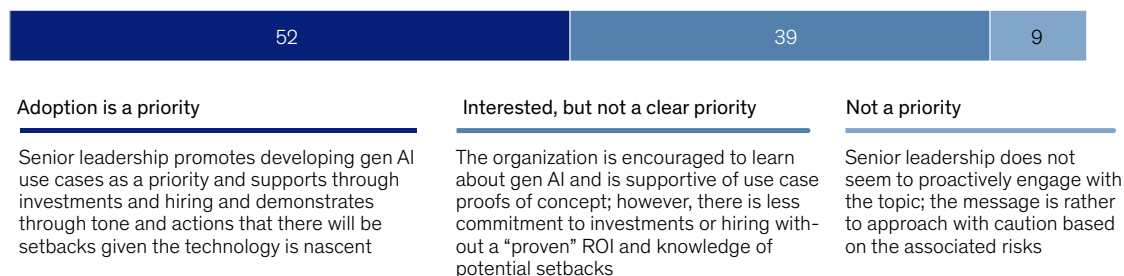 52 39 9
Adoption is a priority
Senior leadership promotes developing gen AI
use cases as a priority and supports through
investments and hiring and demonstrates
through tone and actions that there will be
setbacks given the technology is nascent
Interested, but not a clear priority
The organization is encouraged to learn
about gen AI and is supportive of use case
proofs of concept; however, there is less
commitment to investments or hiring with-
out a “proven” ROI and knowledge of
potential setbacks
Not a priority
Senior leadership does not
seem to proactively engage with
the topic; the message is rather
to approach with caution based
on the associated risks